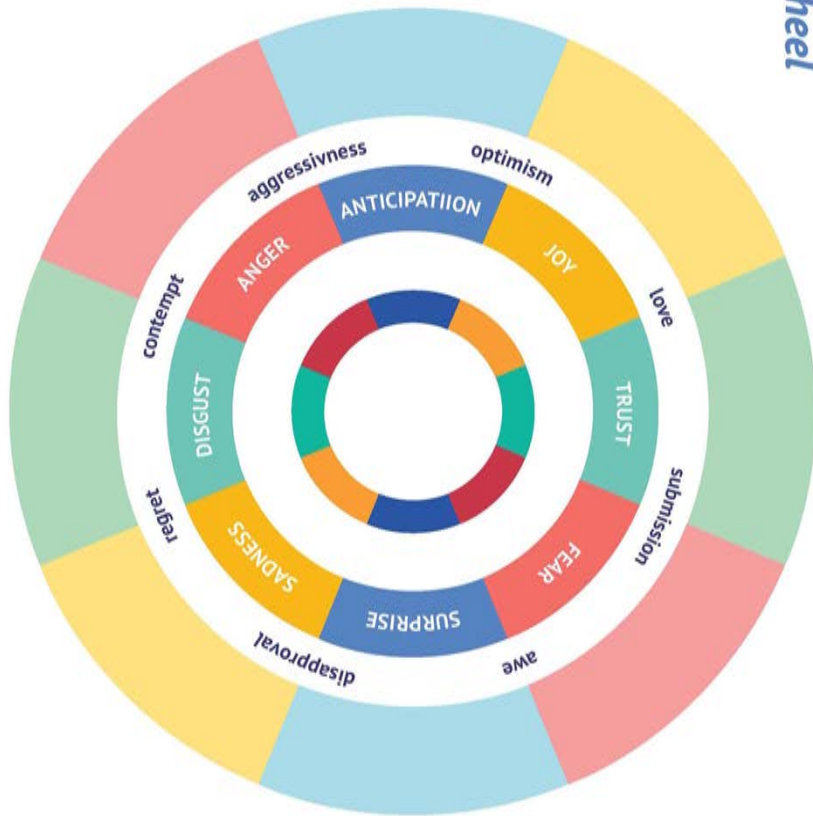 heel
optimism
love
submission
awe
disapproval
regret
contempt
aggressivness
ANTICIPATIION
JOY
TRUST
FEAR
SURPRISE
SADNESS
DISGUST
ANGER